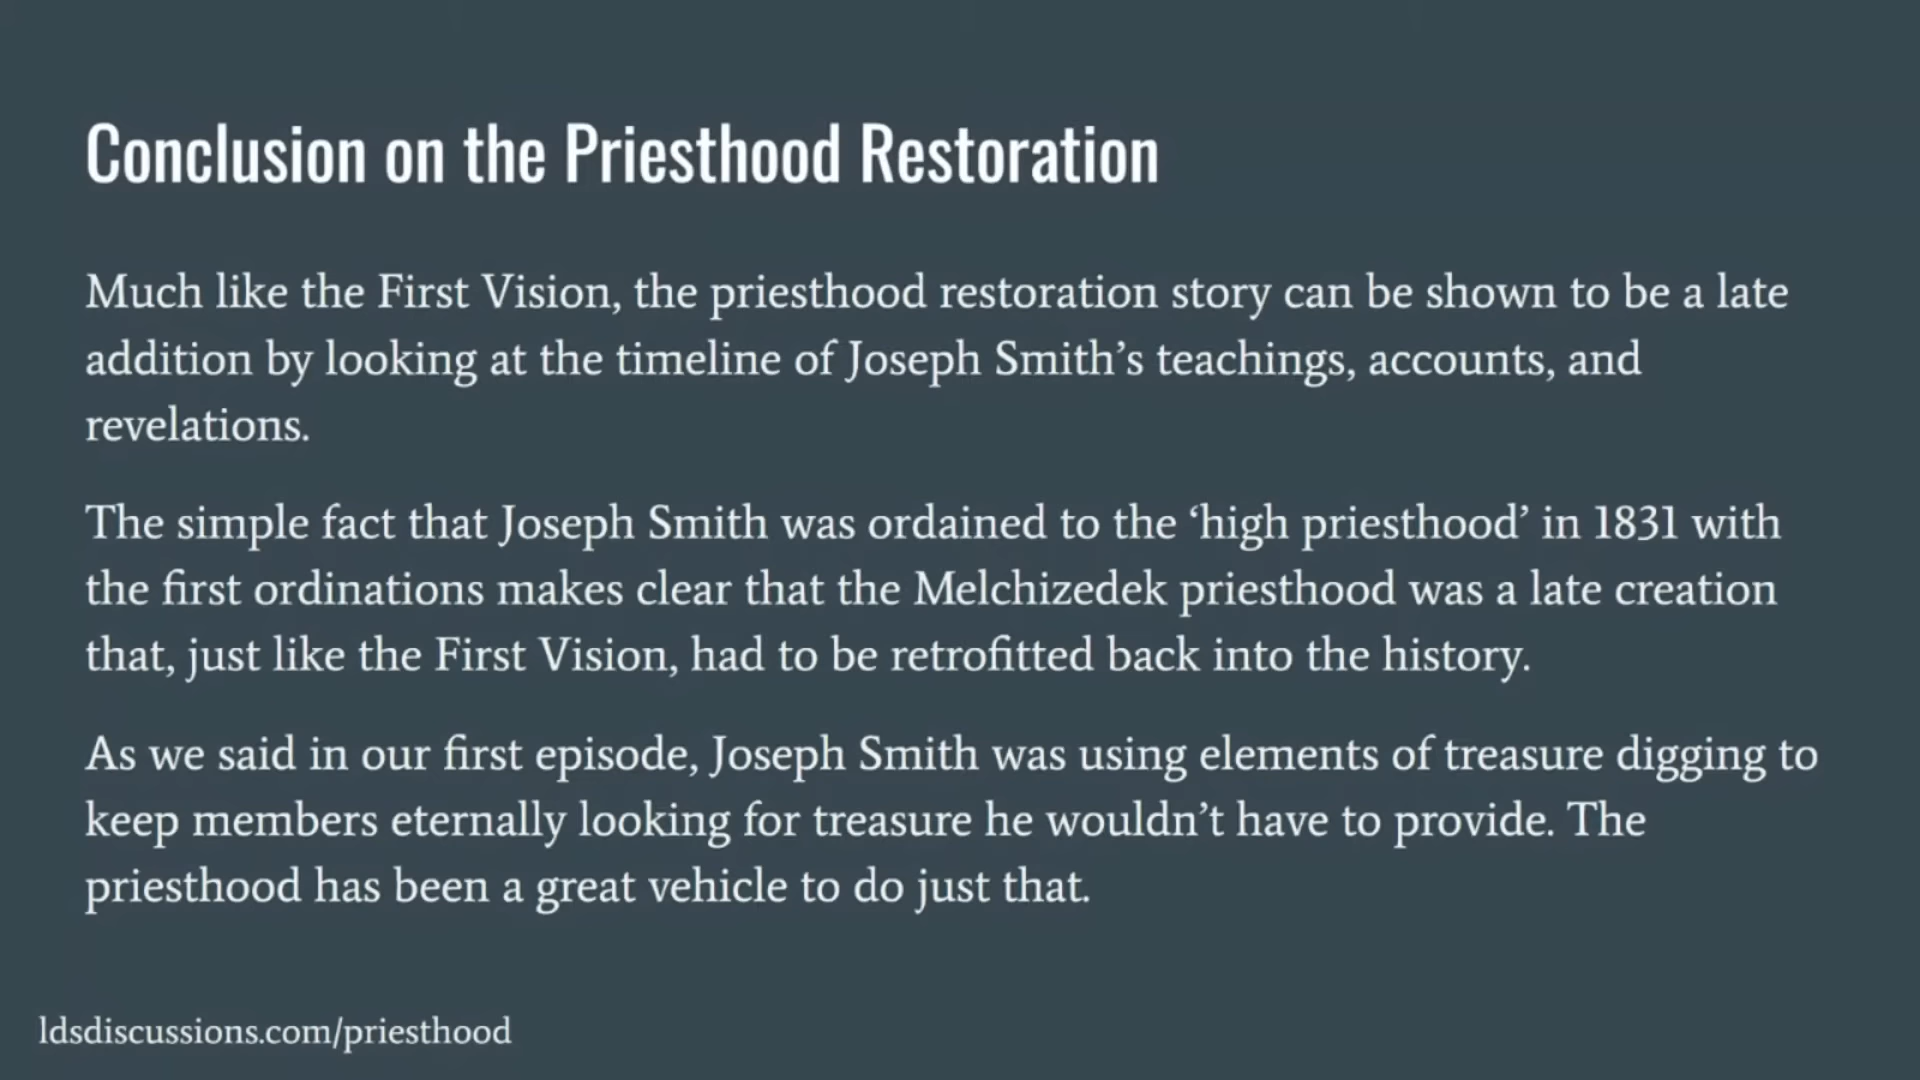 Conclusion on the Priesthood Restoration
Much like the First Vision, the priesthood restoration story can be shown to be a late
addition by looking at the timeline of Joseph Smith’s teachings, accounts, and
revelations.
The simple fact that Joseph Smith was ordained to the ‘high priesthood’ in 1831 with
the first ordinations makes clear that the Melchizedek priesthood was a late creation
that, just like the First Vision, had to be retrofitted back into the history.
As we said in our first episode, Joseph Smith was using elements of treasure digging to
keep members eternally looking for treasure he wouldn’t have to provide. The
priesthood has been a great vehicle to do just that.
ldsdiscussions.com/priesthood